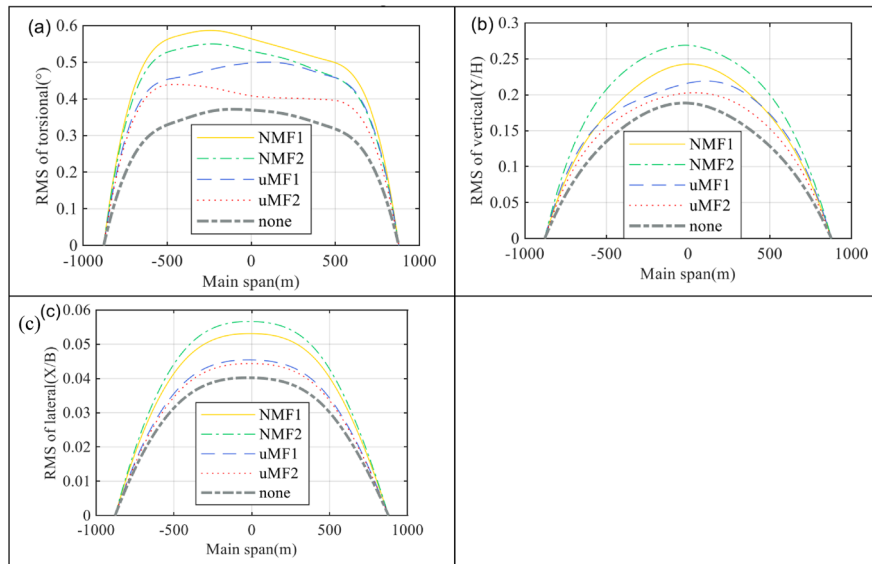 (a)
RMS of torsional(°)
0.6
0.5
0.4
0.3
0.2
0.1
0
NMF1
NMF2
uMF1
uMF2
none
-1000
-500
0
500
1000
Main span(m)
(b)
RMS of vertical(Y/H)
0.3
0.25
0.2
0.15
0.1
0.05
0
NMF1
NMF2
uMF1
uMF2
none
-1000
-500
0
500
1000
Main span(m)
(c)
(c)
RMS of lateral(X/B)
0.06
0.05
0.04
0.03
0.02
0.01
0
NMF1
NMF2
uMF1
uMF2
none
-1000
-500
0
500
1000
Main span(m)